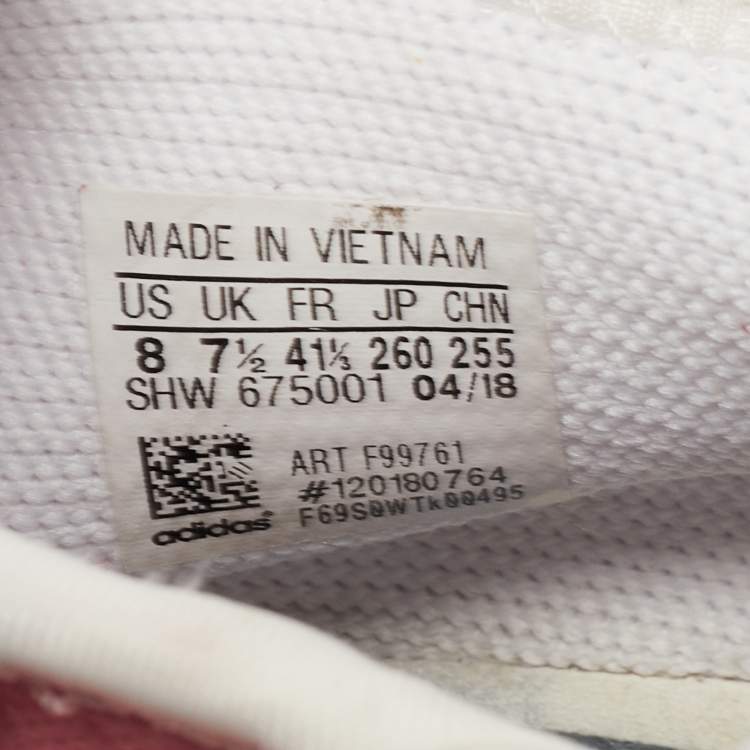 MADE IN VIETNAM
US UK FR JP CHN
8 7½ 41⅓ 260 255
SHW 675001 04/18
ART F99761
#120180764
F69S0WTk00495
adidas